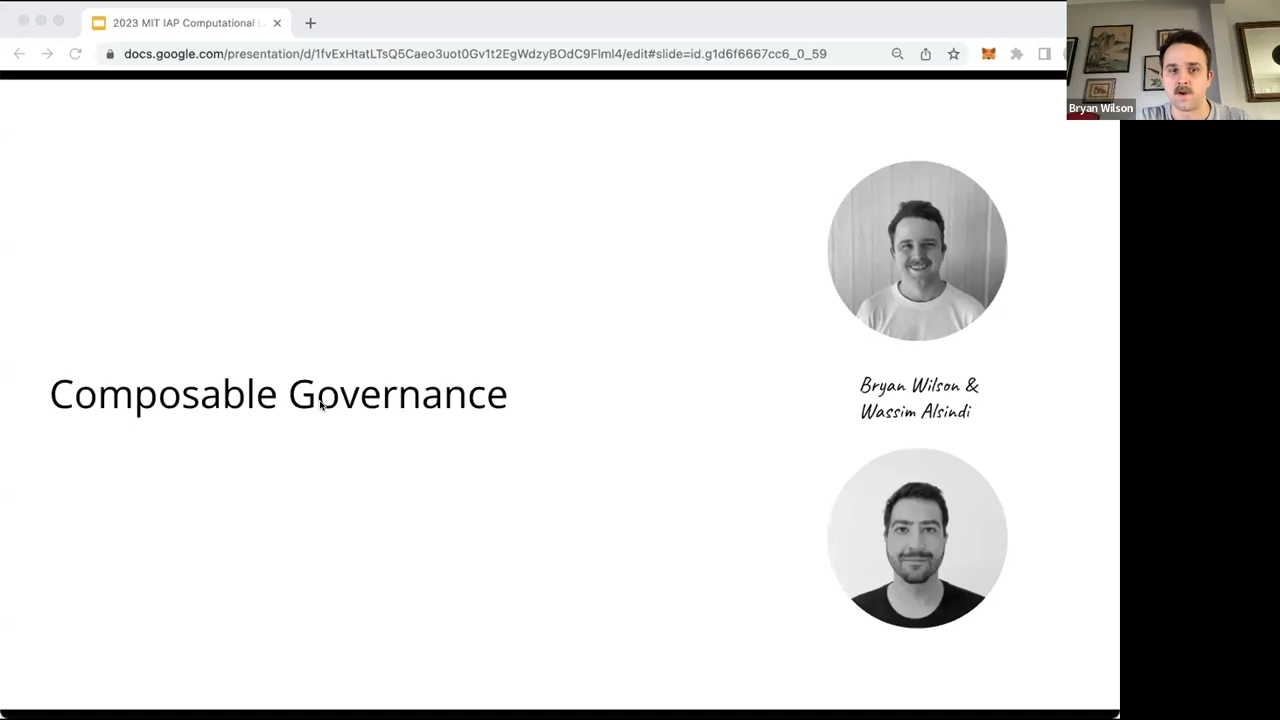 2023 MIT IAP Computational
docs.google.com/presentation/d/1fvExHtatLTsQ5Caeo3uot0Gv1t2EgWdzyBOdC9Flml4/edit#slide=id.g1d6f6667cc6_0_59
Bryan Wilson
Composable Governance
Bryan Wilson &
Wassim Alsindi